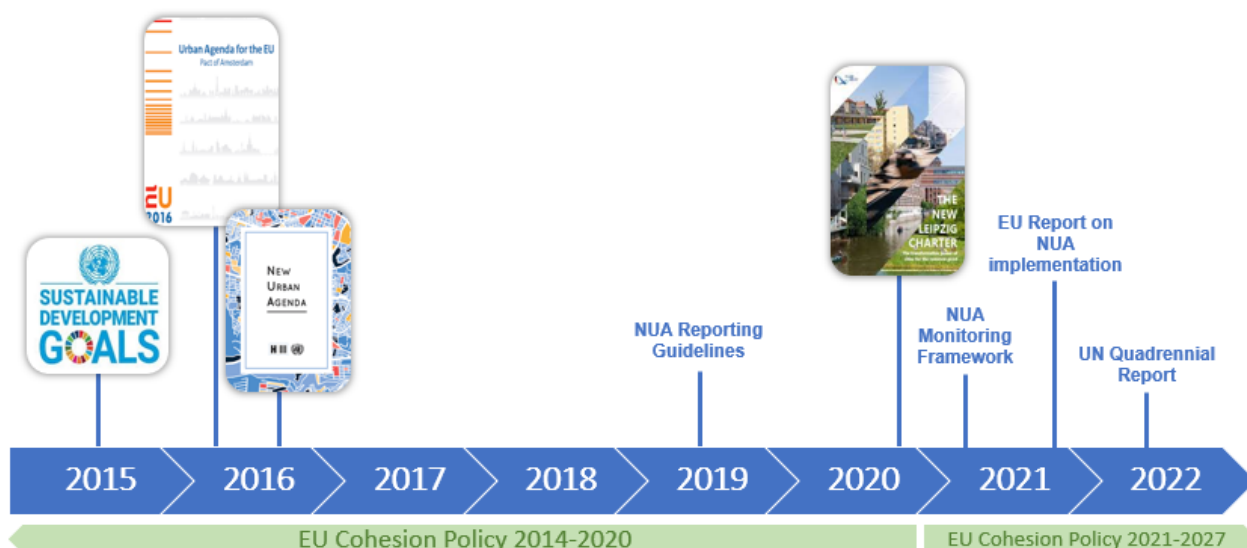 Urban Agenda for the EU
Pact of Amsterdam
EU
2016
SUSTAINABLE
DEVELOPMENT
GOALS
NEW
URBAN
AGENDA
H III
THE
NEW
LEIPZIG
CHARTER
NUA Reporting
Guidelines
NUA
Monitoring
Framework
EU Report on
NUA
implementation
UN Quadrennial
Report
2015
2016
2017
2018
2019
2020
2021
2022
EU Cohesion Policy 2014-2020
EU Cohesion Policy 2021-2027